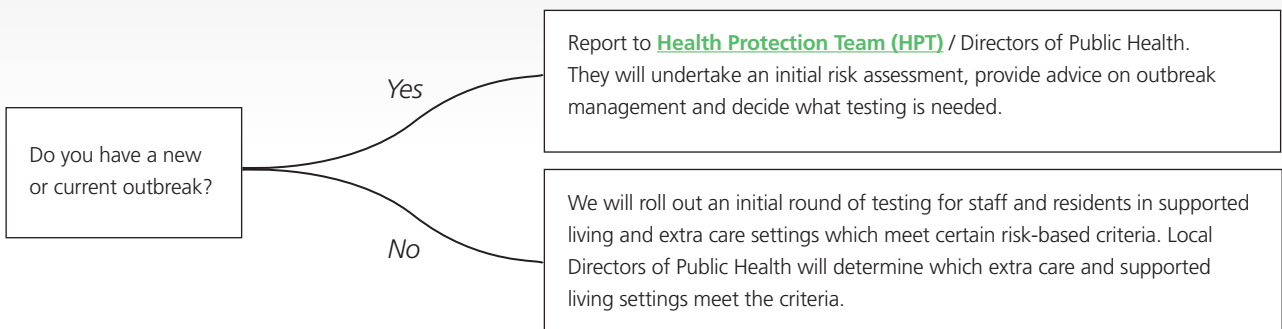 Do you have a new
or current outbreak?
Yes
Report to Health Protection Team (HPT) / Directors of Public Health.
They will undertake an initial risk assessment, provide advice on outbreak
management and decide what testing is needed.
No
We will roll out an initial round of testing for staff and residents in supported
living and extra care settings which meet certain risk-based criteria. Local
Directors of Public Health will determine which extra care and supported
living settings meet the criteria.